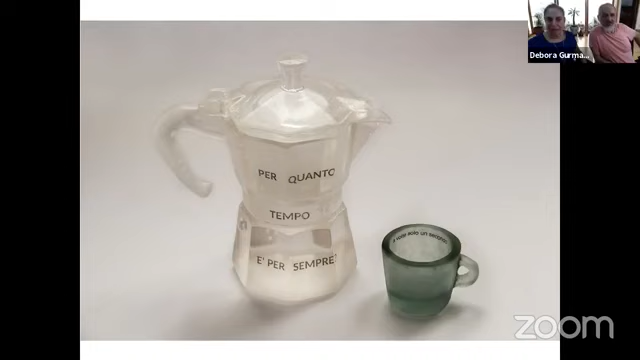 Debora Gurma...
PER QUANTO
TEMPO
E' PER SEMPRE?
zoom